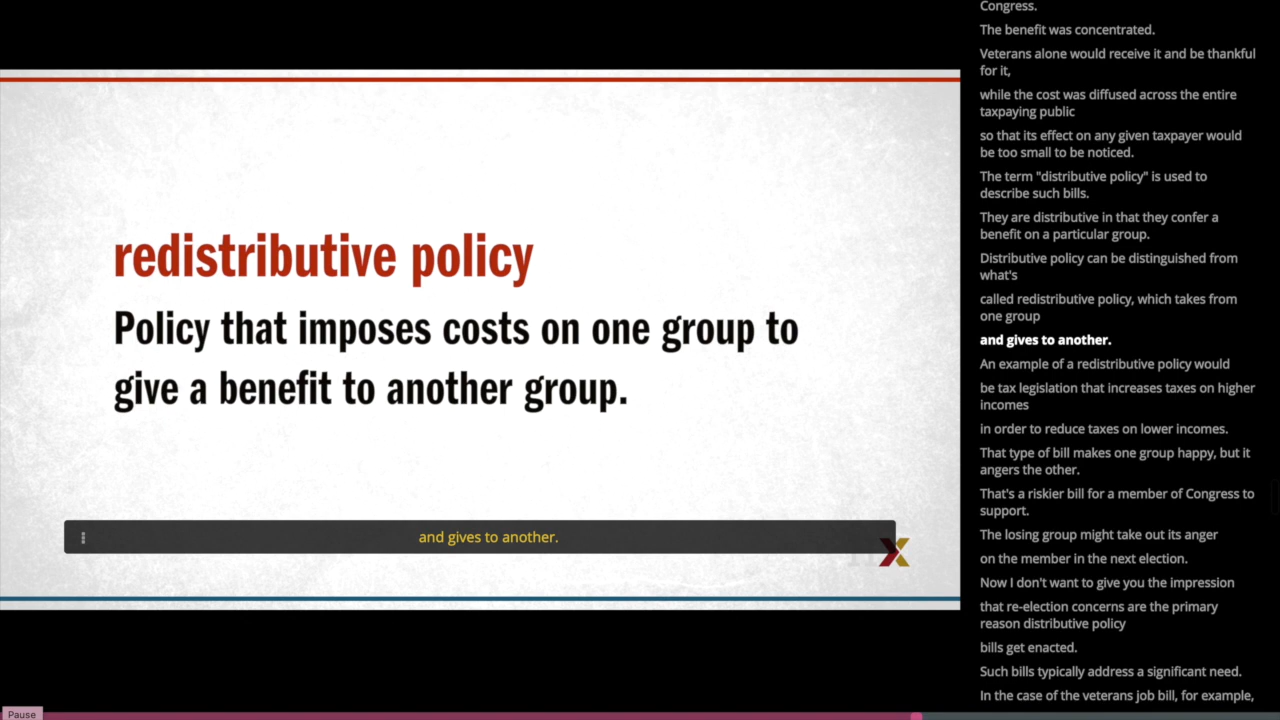 redistributive policy
Policy that imposes costs on one group to
give a benefit to another group.
and gives to another.
X
Pause
Congress.
The benefit was concentrated.
Veterans alone would receive it and be thankful
for it,
while the cost was diffused across the entire
taxpaying public
so that its effect on any given taxpayer would
be too small to be noticed.
The term "distributive policy" is used to
describe such bills.
They are distributive in that they confer a
benefit on a particular group.
Distributive policy can be distinguished from
what's
called redistributive policy, which takes from
one group
and gives to another.
An example of a redistributive policy would
be tax legislation that increases taxes on higher
incomes
in order to reduce taxes on lower incomes.
That type of bill makes one group happy, but it
angers the other.
That's a riskier bill for a member of Congress to
support.
The losing group might take out its anger
on the member in the next election.
Now I don't want to give you the impression
that re-election concerns are the primary
reason distributive policy
bills get enacted.
Such bills typically address a significant need.
In the case of the veterans job bill, for example,